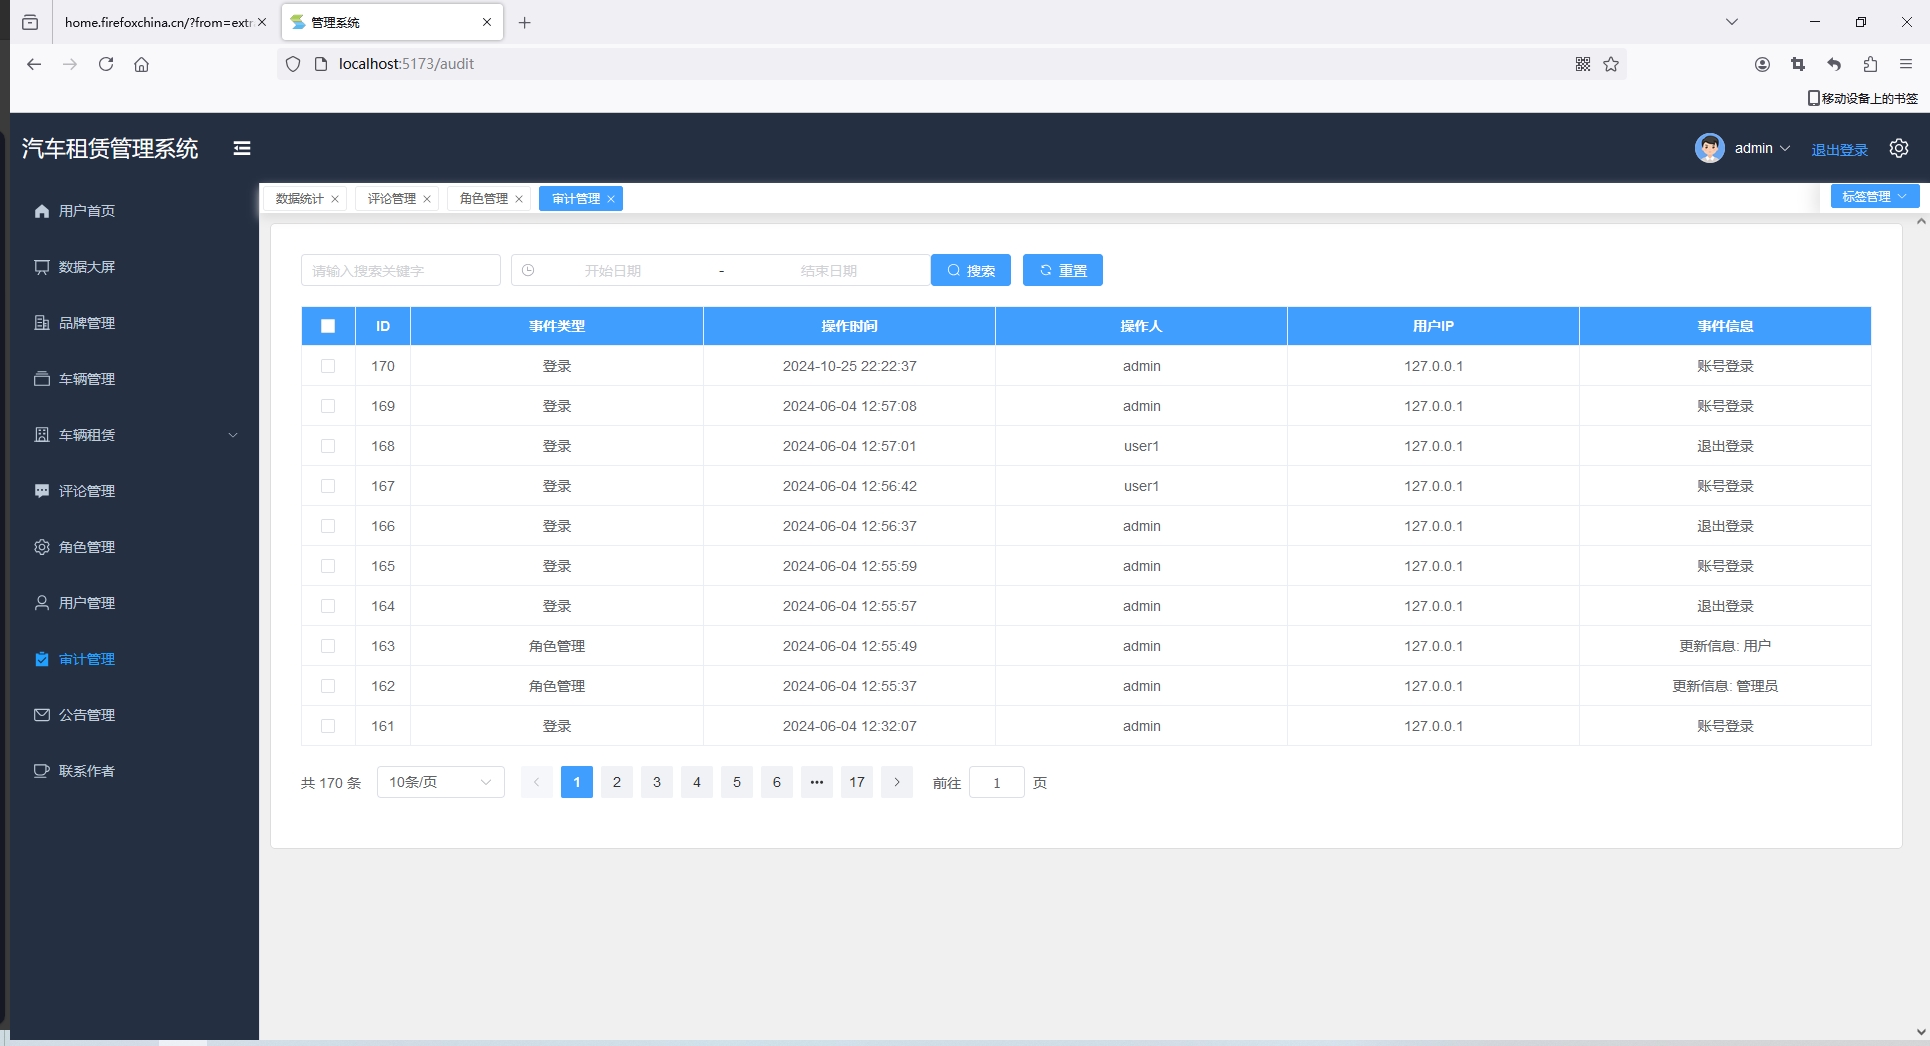 home.firefoxchina.cn/?from=extr
管理系统
localhost:5173/audit
移动设备上的书签
汽车租赁管理系统
admin
退出登录
用户首页
数据大屏
品牌管理
车辆管理
车辆租赁
评论管理
角色管理
用户管理
审计管理
公告管理
联系作者
数据统计 评论管理 角色管理 审计管理 标签管理
请输入搜索关键字 开始日期 - 结束日期 搜索 重置
ID 事件类型 操作时间 操作人 用户IP 事件信息
170 登录 2024-10-25 22:22:37 admin 127.0.0.1 账号登录
169 登录 2024-06-04 12:57:08 admin 127.0.0.1 账号登录
168 登录 2024-06-04 12:57:01 user1 127.0.0.1 退出登录
167 登录 2024-06-04 12:56:42 user1 127.0.0.1 账号登录
166 登录 2024-06-04 12:56:37 admin 127.0.0.1 退出登录
165 登录 2024-06-04 12:55:59 admin 127.0.0.1 账号登录
164 登录 2024-06-04 12:55:57 admin 127.0.0.1 退出登录
163 角色管理 2024-06-04 12:55:49 admin 127.0.0.1 更新信息: 用户
162 角色管理 2024-06-04 12:55:37 admin 127.0.0.1 更新信息: 管理员
161 登录 2024-06-04 12:32:07 admin 127.0.0.1 账号登录
共 170 条 10条/页 1 2 3 4 5 6 ••• 17 前往 1 页